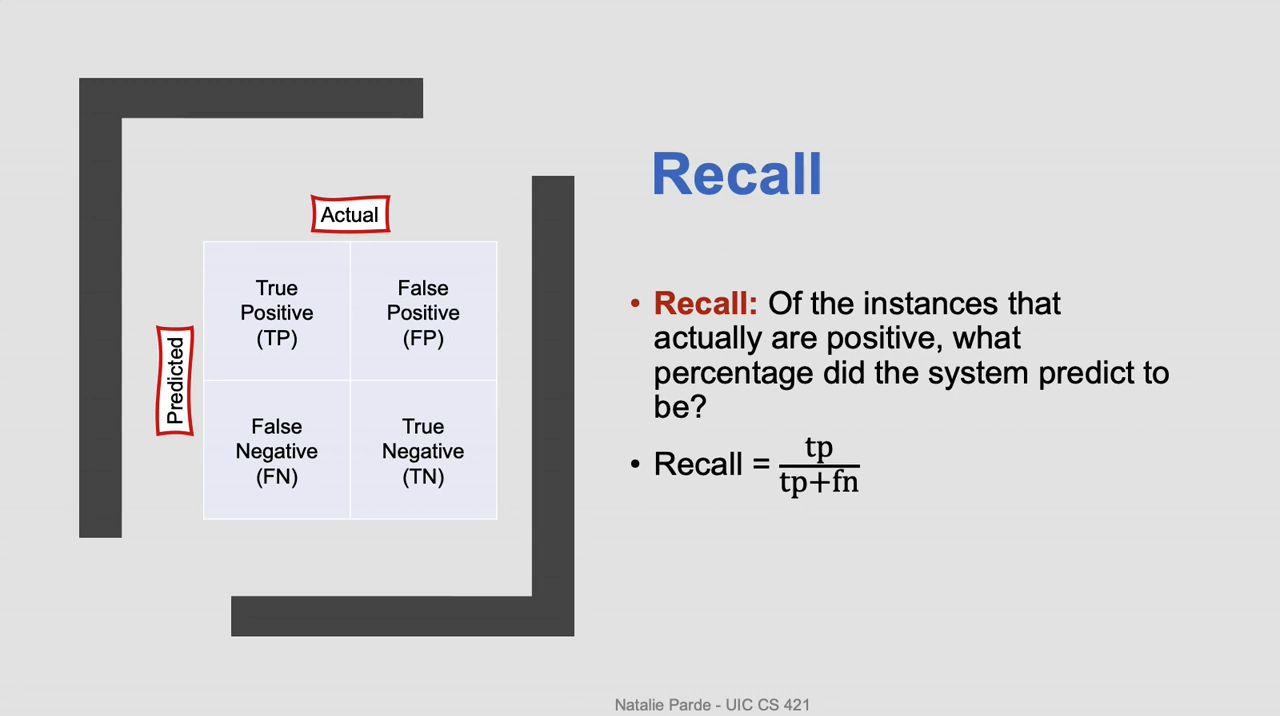 Actual
Predicted
True
Positive
(TP)
False
Positive
(FP)
False
Negative
(FN)
True
Negative
(TN)
Recall
• Recall: Of the instances that
actually are positive, what
percentage did the system predict to
be?
• Recall = tp/tp+fn
Natalie Parde - UIC CS 421